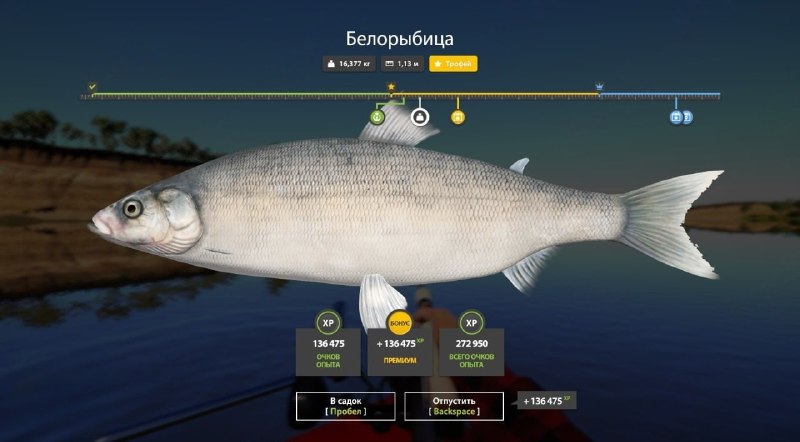 Белорыбица
16,377 кг
1,13 м
Трофей
XP
136 475
ОЧКОВ
ОПЫТА
БОНУС
+ 136 475 XP
ПРЕМИУМ
XP
272 950
ВСЕГО ОЧКОВ
ОПЫТА
В садок
[ Пробел ]
Отпустить
[ Backspace ]
+ 136 475 XP